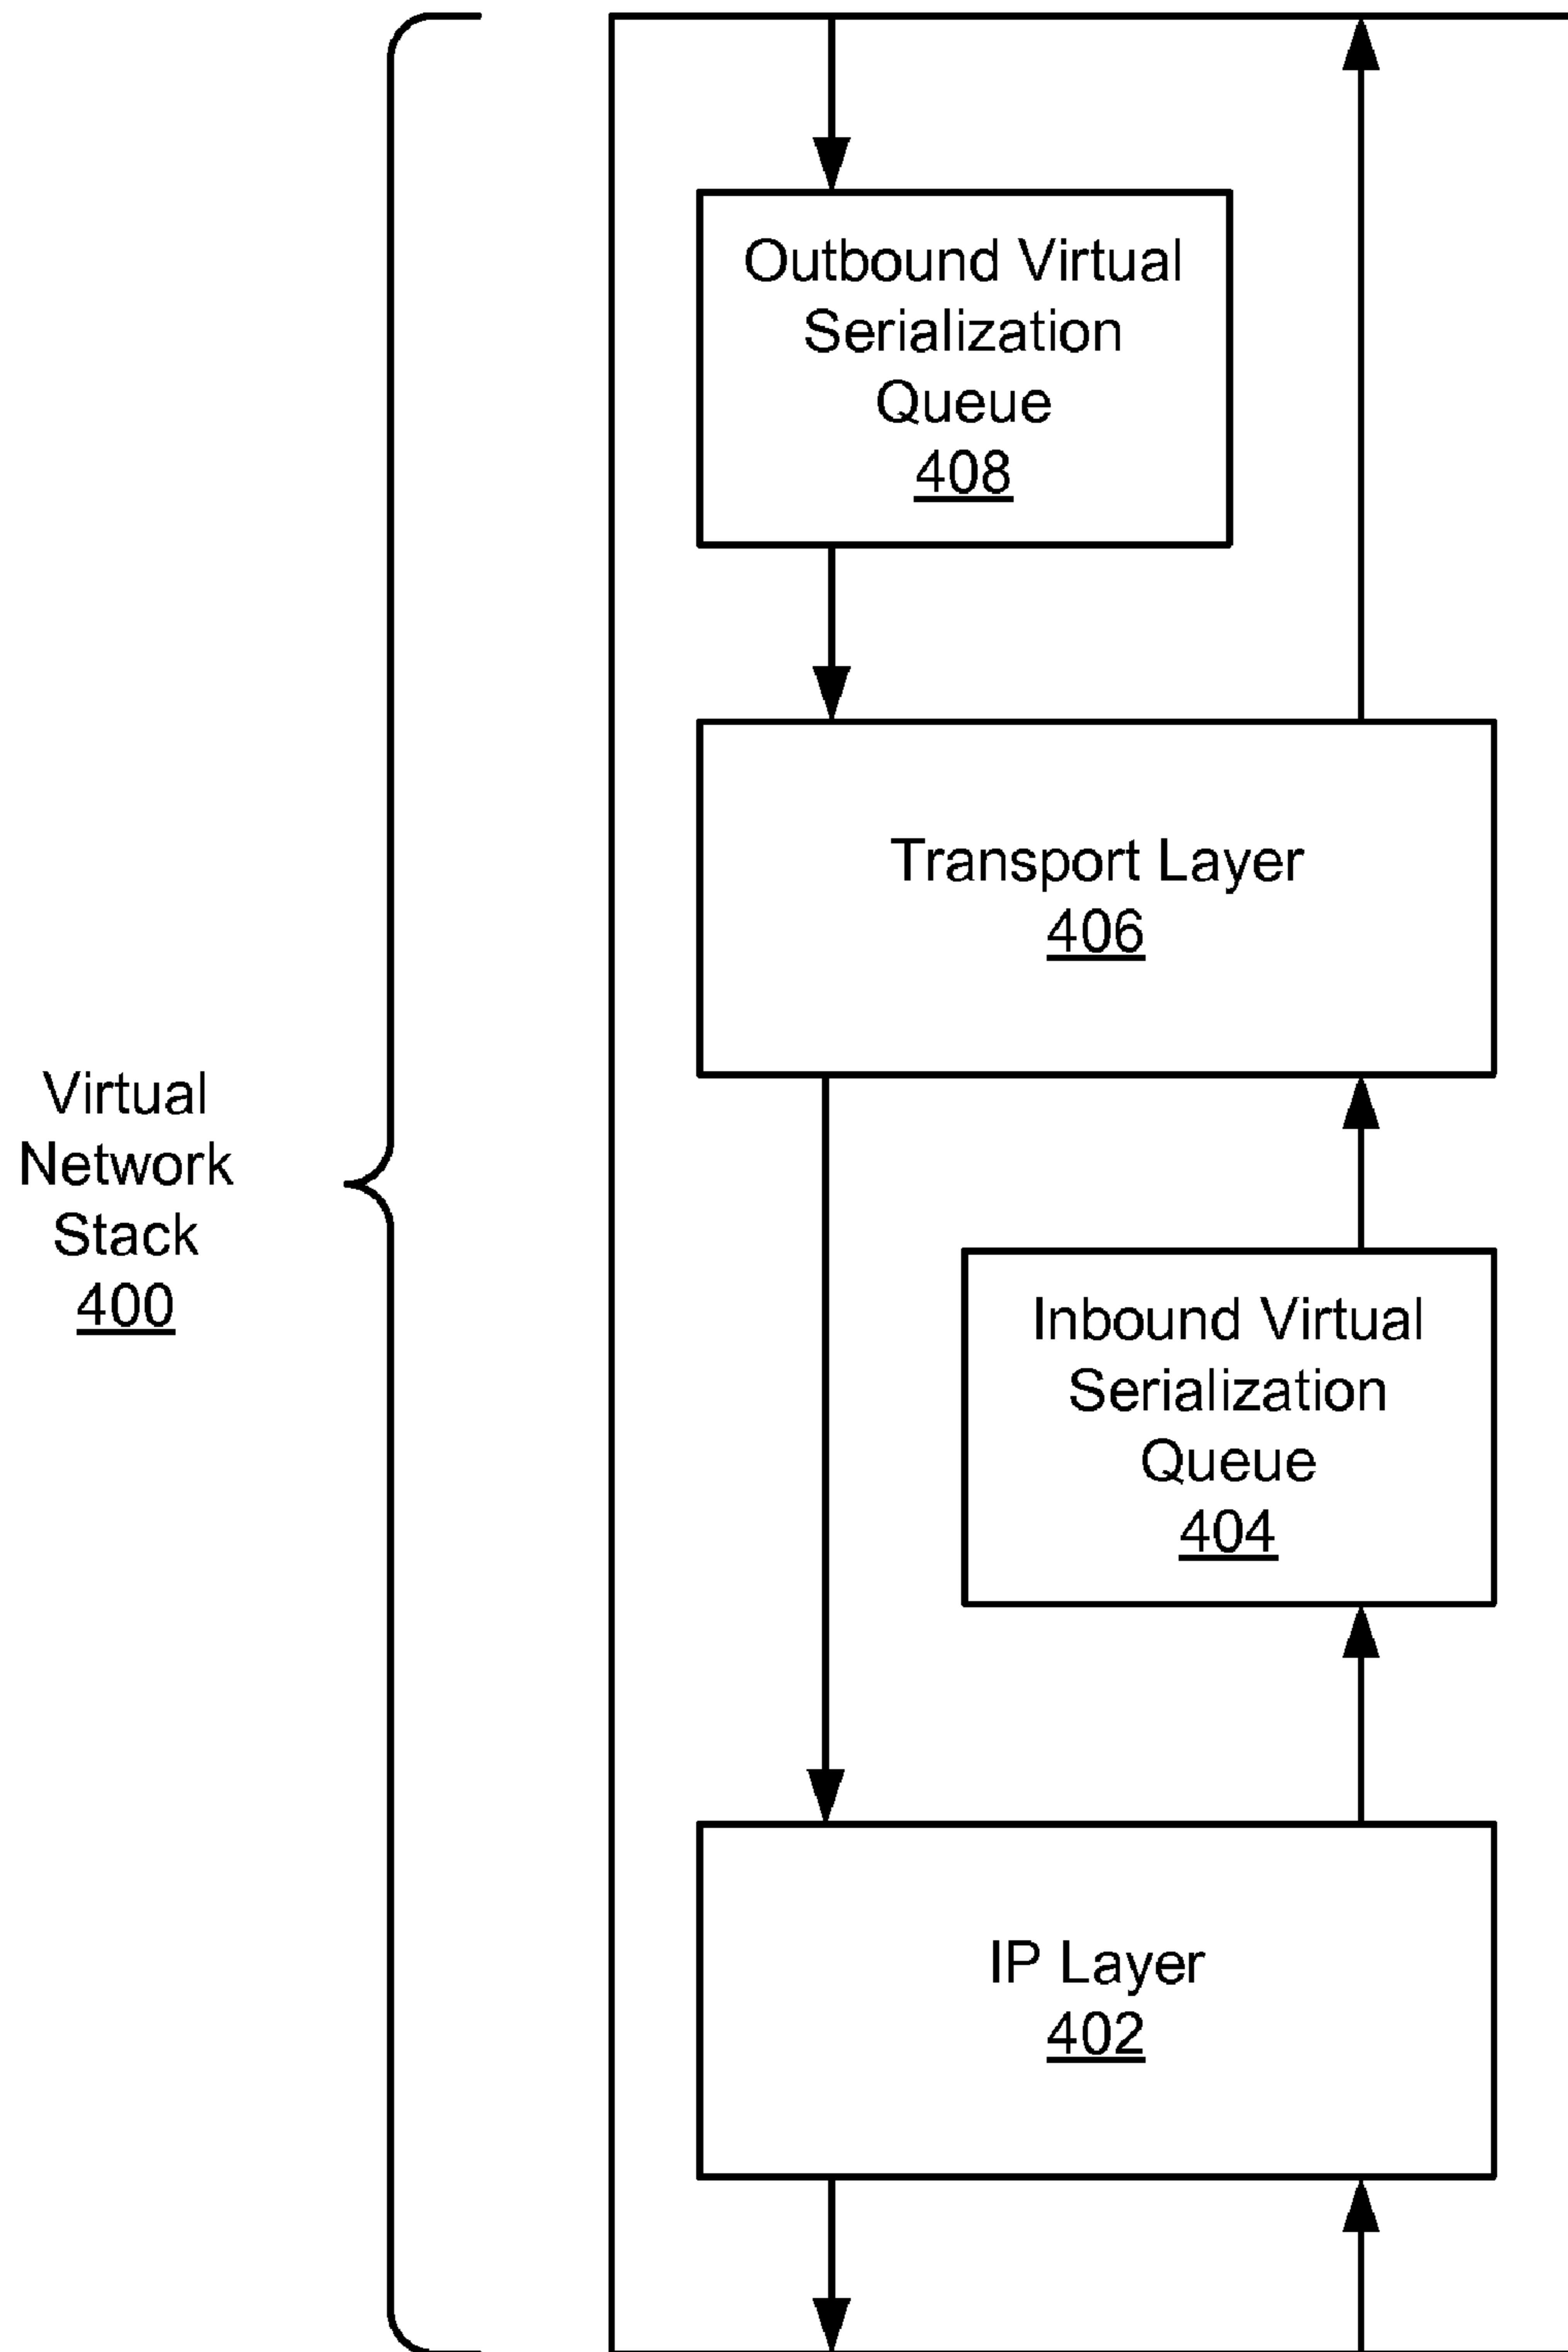 Outbound Virtual
Serialization
Queue
408
Transport Layer
406
Virtual
Network
Stack
400
Inbound Virtual
Serialization
Queue
404
IP Layer
402